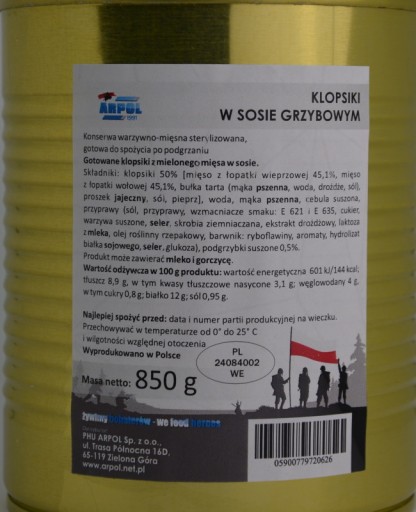 ARPOL
KLOPSIKI
W SOSIE GRZYBOWYM
Konserwa warzywno-mięsna sterylizowana,
gotowa do spożycia po podgrzaniu
Gotowane klopsiki z mielonego mięsa w sosie.
Składniki: klopsiki 50% [mięso z łopatki wieprzowej 45,1%, mięso
z łopatki wołowej 45,1%, bułka tarta (mąka pszenna, woda, drożdże, sól),
proszek jajeczny, sól, pieprz], woda, mąka pszenna, cebula suszona,
przyprawy (sól, przyprawy, wzmacniacze smaku: E 621 i E 635, cukier,
warzywa suszone, seler, skrobia ziemniaczana, ekstrakt drożdżowy, laktoza
z mleka, olej roślinny rzepakowy, barwnik: ryboflawiny, aromaty, hydrolizat
białka sojowego, seler, glukoza), podgrzybki suszone 0,5%.
Produkt może zawierać mleko i gorczycę.
Wartość odżywcza w 100 g produktu: wartość energetyczna 601 kJ/144 kcal;
tłuszcz 8,9 g, w tym kwasy tłuszczowe nasycone 3,1 g; węglowodany 4 g,
w tym cukry 0,8 g; białko 12 g; sól 0,95 g.
Najlepiej spożyć przed: data i numer partii produkcyjnej na wieczku.
Przechowywać w temperaturze od 0° do 25° C
i wilgotności względnej otoczenia
Wyprodukowano w Polsce
PL
24084002
WE
Masa netto: 850 g
żywimy bohaterów - we feed heroes
PHU ARPOL Sp. z o.o.,
ul. Trasa Północna 16D,
65-119 Zielona Góra
www.arpol.net.pl
05900779720626